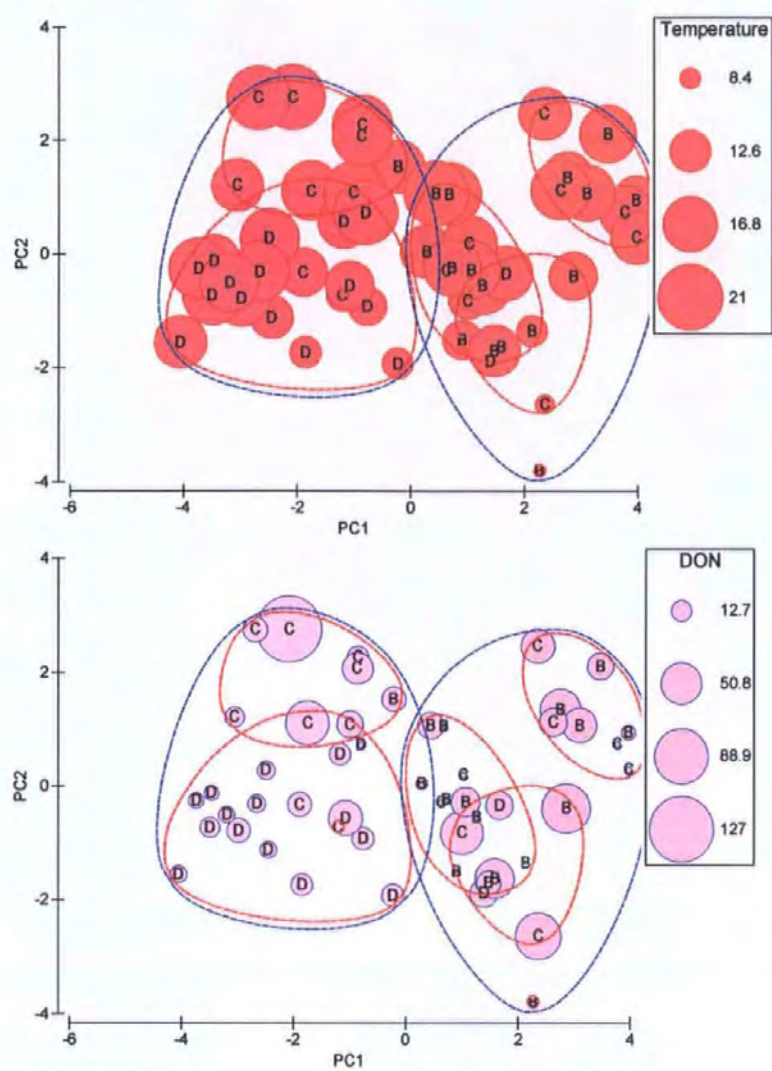 4
Temperature
8.4
C C
C
2
C
B
C
12.6
B
B
C C C B B C B
B
D C
D
16.8
PC2
0
D C C
B
D
D D C C B B D B
D D B
21
D D C C
D
D
B
-2
D B
D B B
D D
C
-4
B
-6
-4
-2
0
2
4
PC1
4
DON
12.7
C C
C
2
C
C B
B
50.8
C C C B B B
C B
D
D C
D
88.9
PC2
0
D C C
B
D
D D D C C B B D B
D D B
127
D D C C
D
D
B
-2
D B
D B B
D D
C
-4
B
-6
-4
-2
0
2
4
PC1